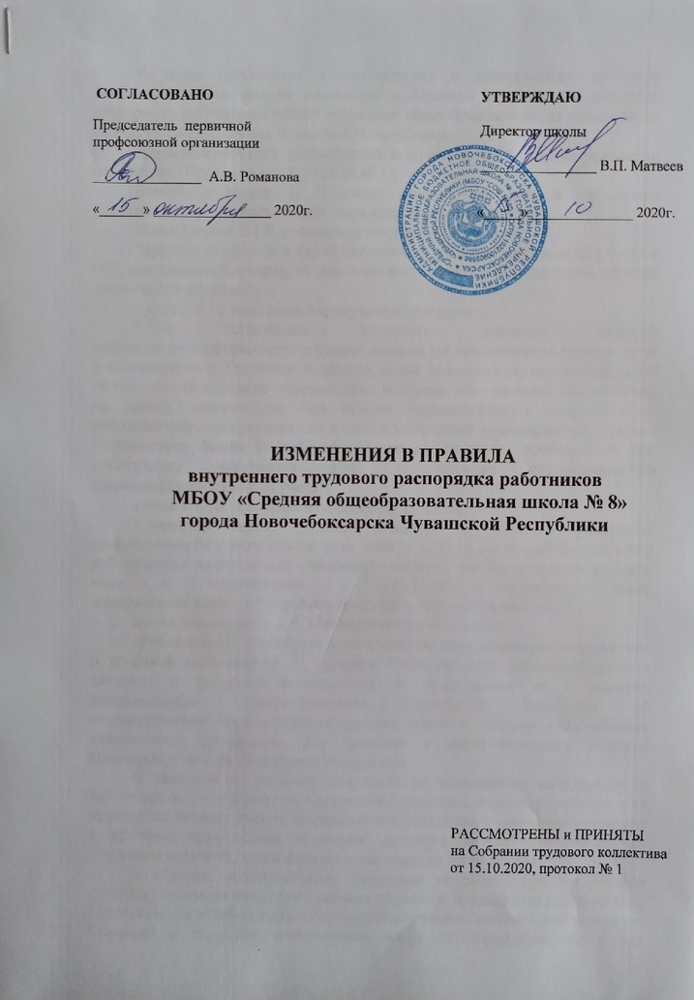 СОГЛАСОВАНО
Председатель первичной
профсоюзной организации
А.В. Романова
« 15 » октября 2020г.
УТВЕРЖДАЮ
Директор школы
В.П. Матвеев
« 15 » 10 2020г.
ИЗМЕНЕНИЯ В ПРАВИЛА
внутреннего трудового распорядка работников
МБОУ «Средняя общеобразовательная школа № 8»
города Новочебоксарска Чувашской Республики
РАССМОТРЕНЫ и ПРИНЯТЫ
на Собрании трудового коллектива
от 15.10.2020, протокол № 1